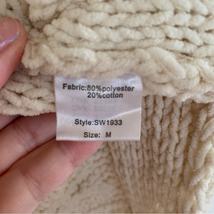 Fabric:80%polyester
20%cotton
Style:SW1933
Size: M